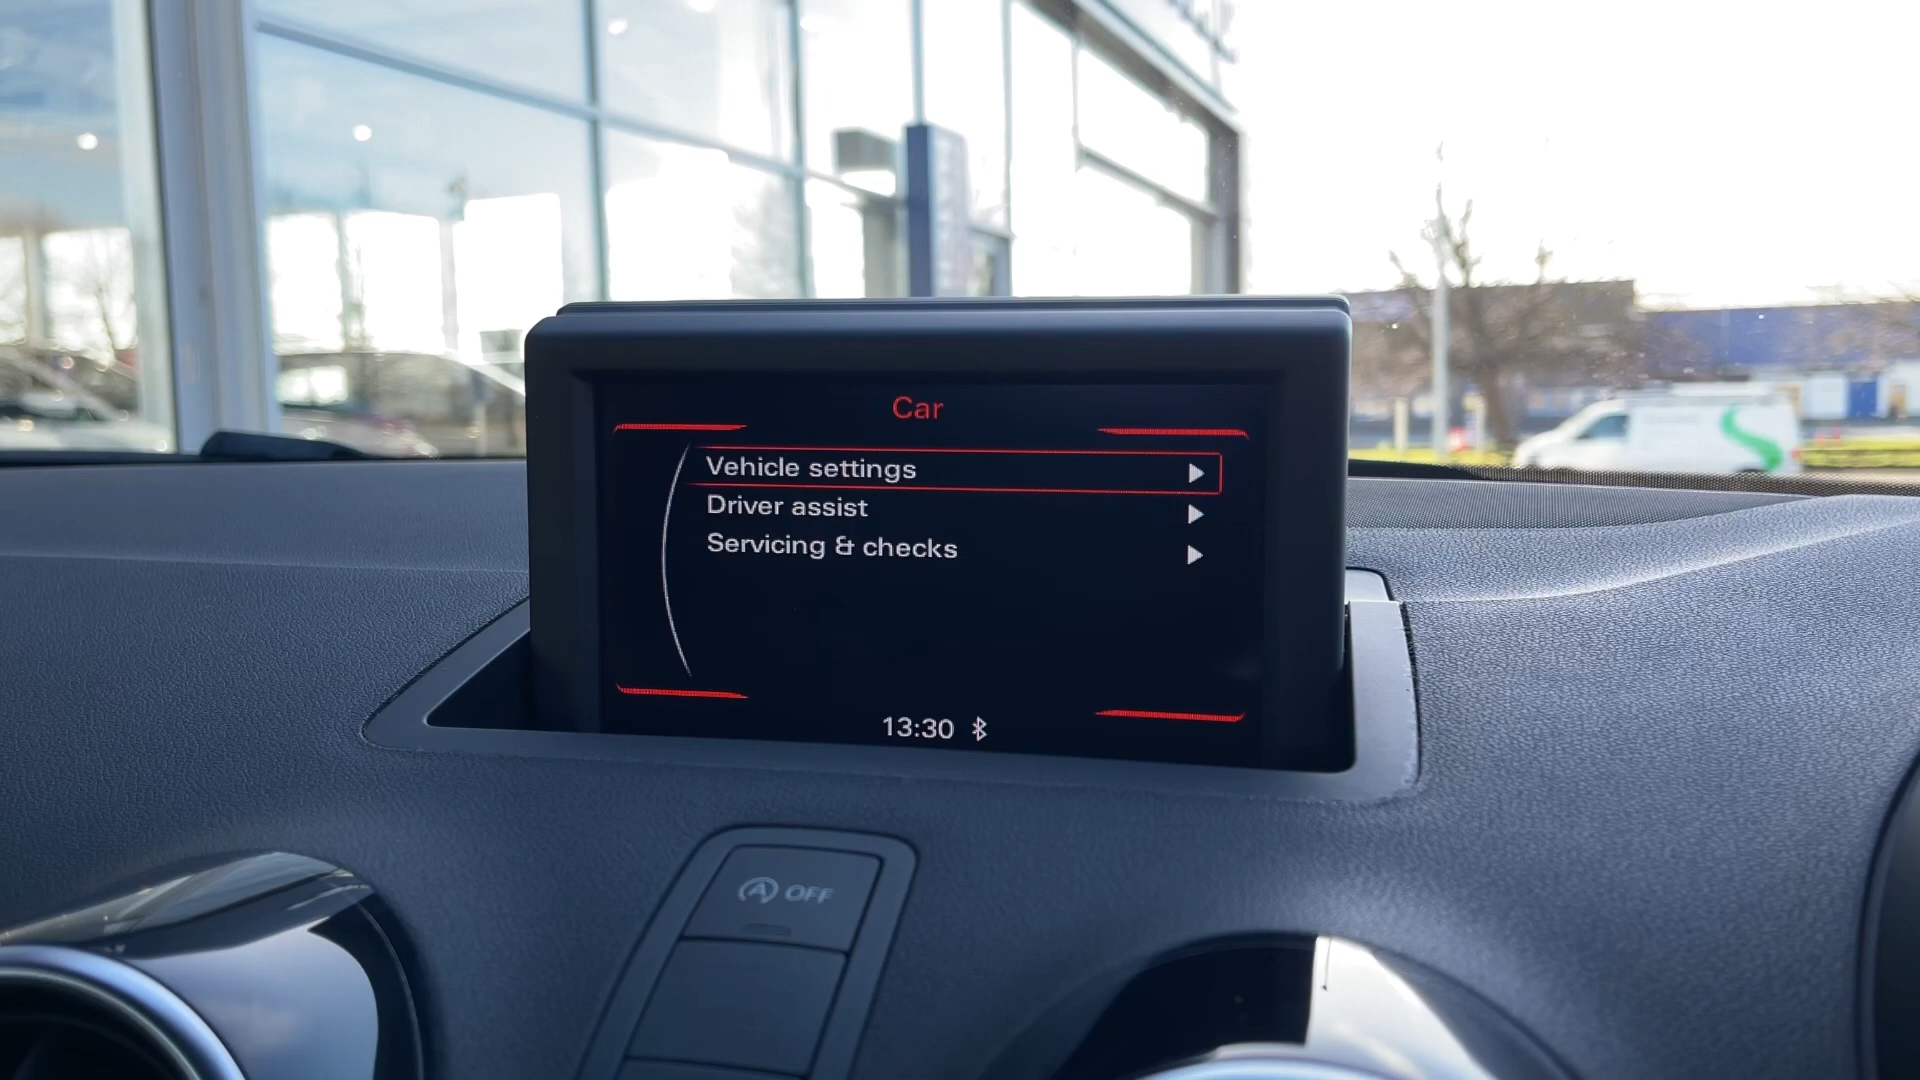 Car
Vehicle settings
Driver assist
Servicing & checks
13:30
A OFF